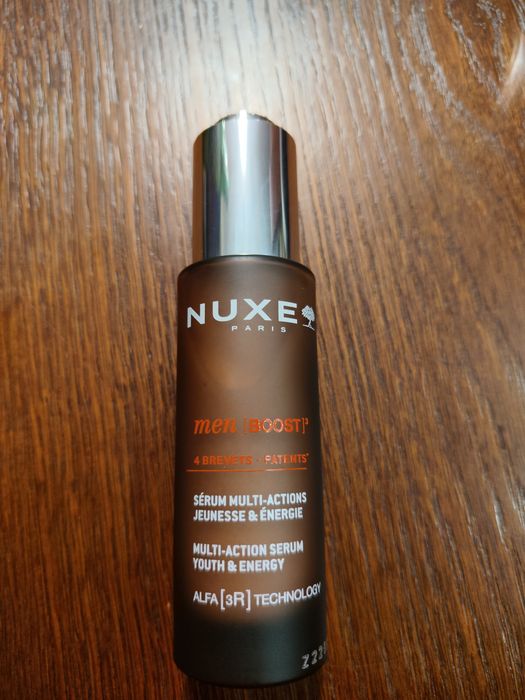 NUXE
PARIS
men [BOOST]³
4 BREVETS - PATENTS*
SÉRUM MULTI-ACTIONS
JEUNESSE & ÉNERGIE
MULTI-ACTION SERUM
YOUTH & ENERGY
ALFA [3R] TECHNOLOGY